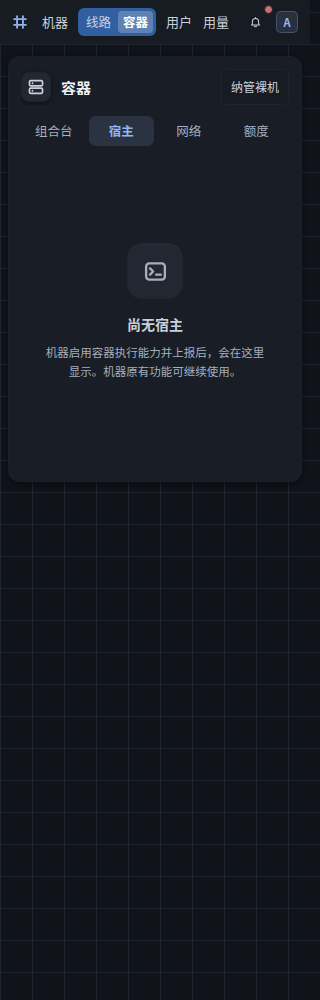 机器 线路 容器 用户 用量 A
容器 纳管裸机
组合台 宿主 网络 额度
尚无宿主
机器启用容器执行能力并上报后，会在这里
显示。机器原有功能可继续使用。